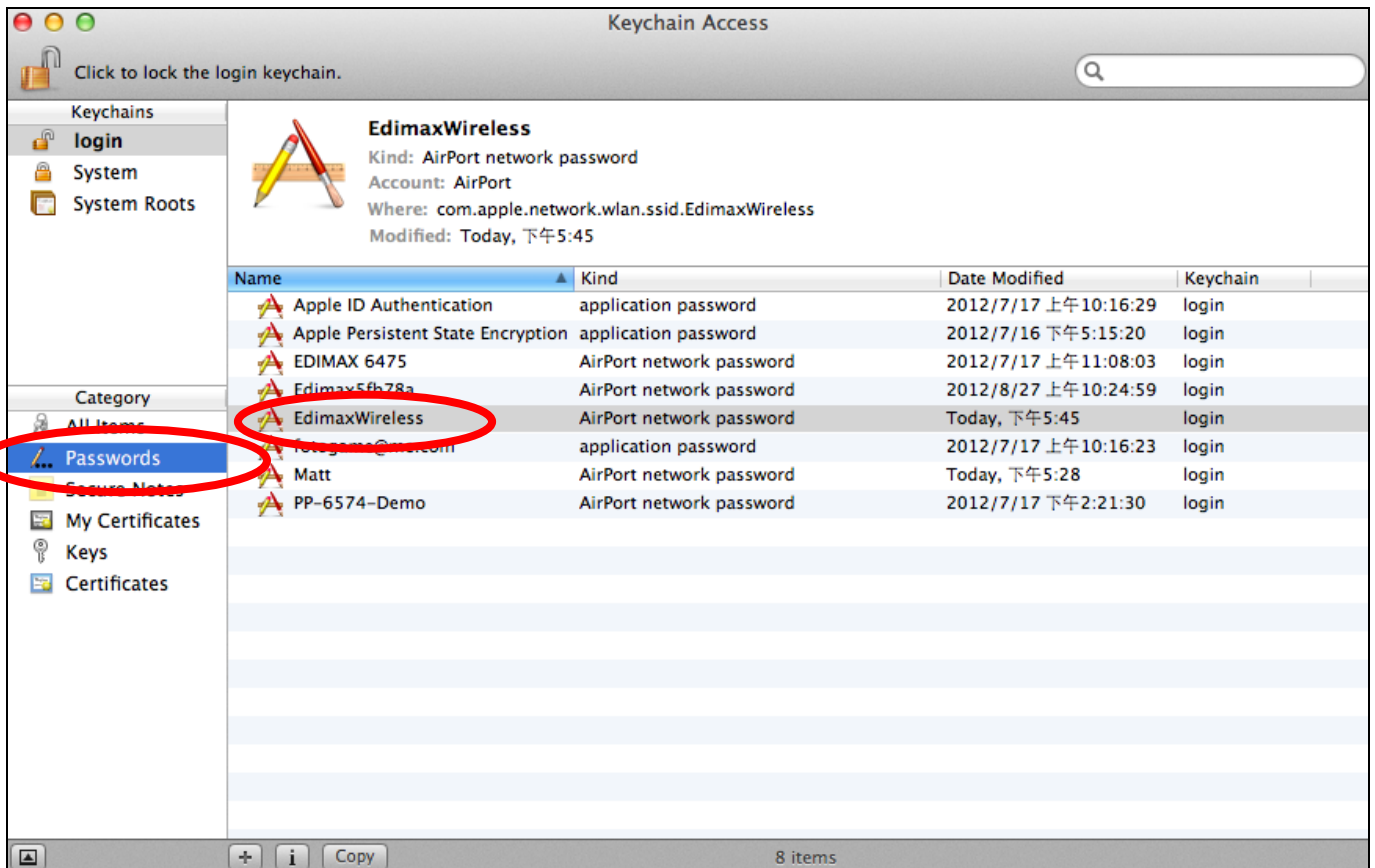 Keychain Access
Click to lock the login keychain.
Keychains
login
System
System Roots
EdimaxWireless
Kind: AirPort network password
Account: AirPort
Where: com.apple.network.wlan.ssid.EdimaxWireless
Modified: Today, 下午5:45
Name Kind Date Modified Keychain
Apple ID Authentication application password 2012/7/17 上午10:16:29 login
Apple Persistent State Encryption application password 2012/7/16 下午5:15:20 login
EDIMAX 6475 AirPort network password 2012/7/17 上午11:08:03 login
Edimax5fb78a AirPort network password 2012/8/27 上午10:24:59 login
EdimaxWireless AirPort network password Today, 下午5:45 login
application password 2012/7/17 上午10:16:23 login
Matt AirPort network password Today, 下午5:28 login
PP-6574-Demo AirPort network password 2012/7/17 下午2:21:30 login
Category
All Items
Passwords
Secure Notes
My Certificates
Keys
Certificates
+ i Copy 8 items